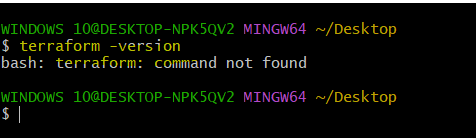 WINDOWS 10@DESKTOP-NPK5QV2 MINGW64 ~/Desktop
$ terraform -version
bash: terraform: command not found
WINDOWS 10@DESKTOP-NPK5QV2 MINGW64 ~/Desktop
$